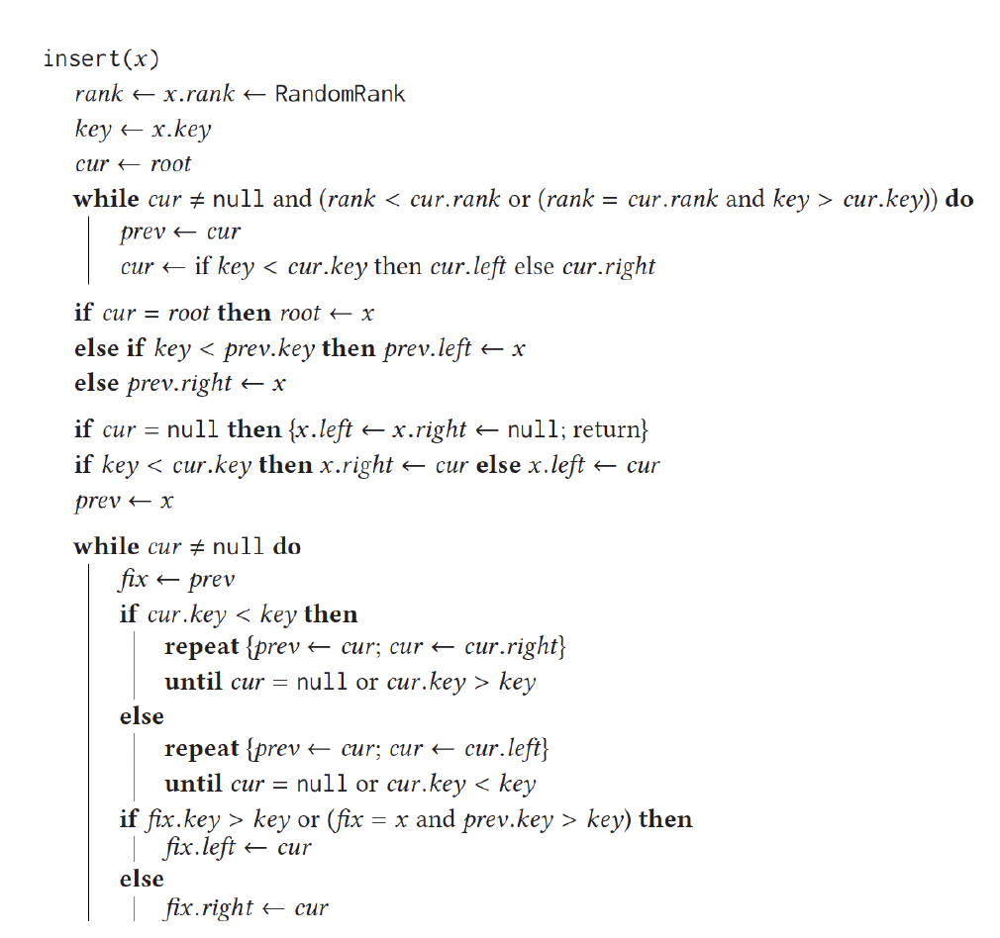 insert(x)
rank ← x.rank ← RandomRank
key ← x.key
cur ← root
while cur ≠ null and (rank < cur.rank or (rank = cur.rank and key > cur.key)) do
prev ← cur
cur ← if key < cur.key then cur.left else cur.right
if cur = root then root ← x
else if key < prev.key then prev.left ← x
else prev.right ← x
if cur = null then {x.left ← x.right ← null; return}
if key < cur.key then x.right ← cur else x.left ← cur
prev ← x
while cur ≠ null do
fix ← prev
if cur.key < key then
repeat {prev ← cur; cur ← cur.right}
until cur = null or cur.key > key
else
repeat {prev ← cur; cur ← cur.left}
until cur = null or cur.key < key
if fix.key > key or (fix = x and prev.key > key) then
fix.left ← cur
else
fix.right ← cur